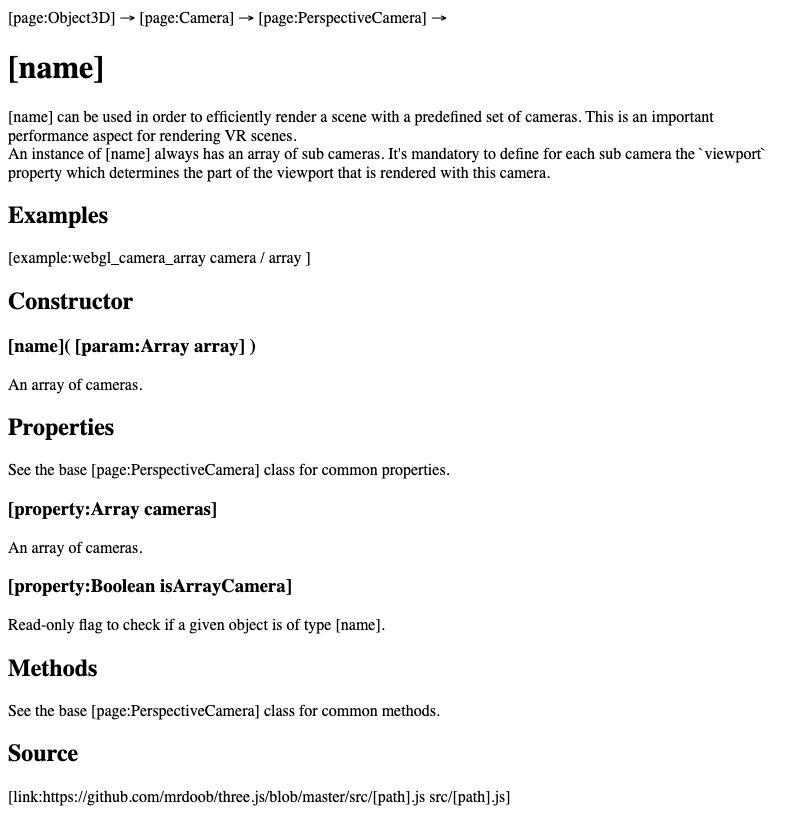 [page:Object3D] → [page:Camera] → [page:PerspectiveCamera] →
[name]
[name] can be used in order to efficiently render a scene with a predefined set of cameras. This is an important
performance aspect for rendering VR scenes.
An instance of [name] always has an array of sub cameras. It's mandatory to define for each sub camera the `viewport`
property which determines the part of the viewport that is rendered with this camera.
Examples
[example:webgl_camera_array camera / array ]
Constructor
[name]( [param:Array array] )
An array of cameras.
Properties
See the base [page:PerspectiveCamera] class for common properties.
[property:Array cameras]
An array of cameras.
[property:Boolean isArrayCamera]
Read-only flag to check if a given object is of type [name].
Methods
See the base [page:PerspectiveCamera] class for common methods.
Source
[link:https://github.com/mrdoob/three.js/blob/master/src/[path].js src/[path].js]